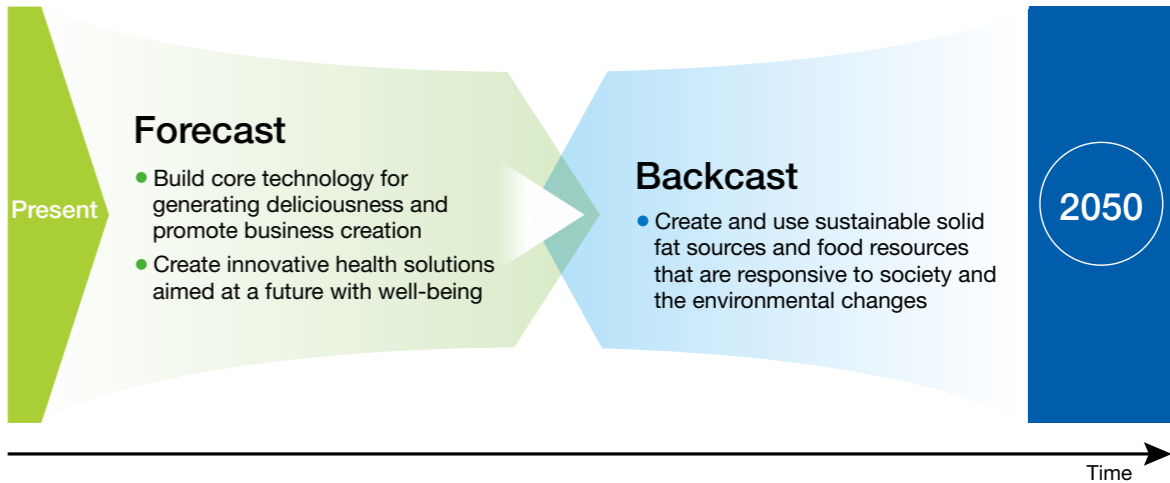 Present
Forecast
• Build core technology for
generating deliciousness and
promote business creation
• Create innovative health solutions
aimed at a future with well-being
Backcast
• Create and use sustainable solid
fat sources and food resources
that are responsive to society and
the environmental changes
2050
Time